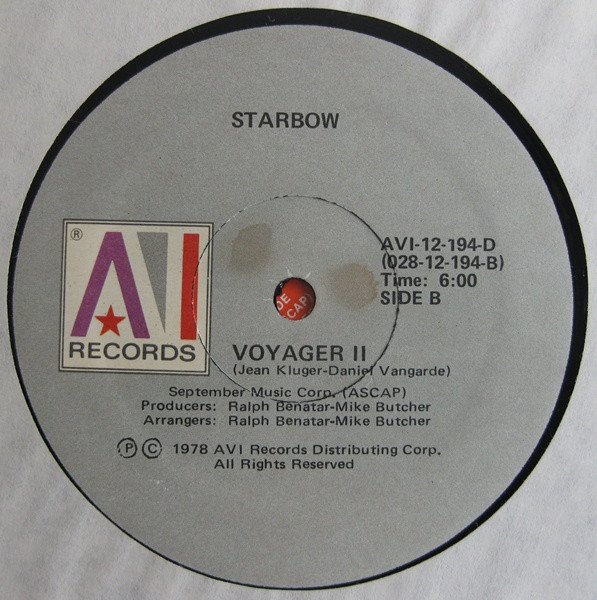 STARBOW
®
AVI
RECORDS
AVI-12-194-D
(028-12-194-B)
Time: 6:00
SIDE B
VOYAGER II
(Jean Kluger-Daniel Vangarde)
September Music Corp. (ASCAP)
Producers: Ralph Benatar-Mike Butcher
Arrangers: Ralph Benatar-Mike Butcher
Ⓟ © 1978 AVI Records Distributing Corp.
All Rights Reserved